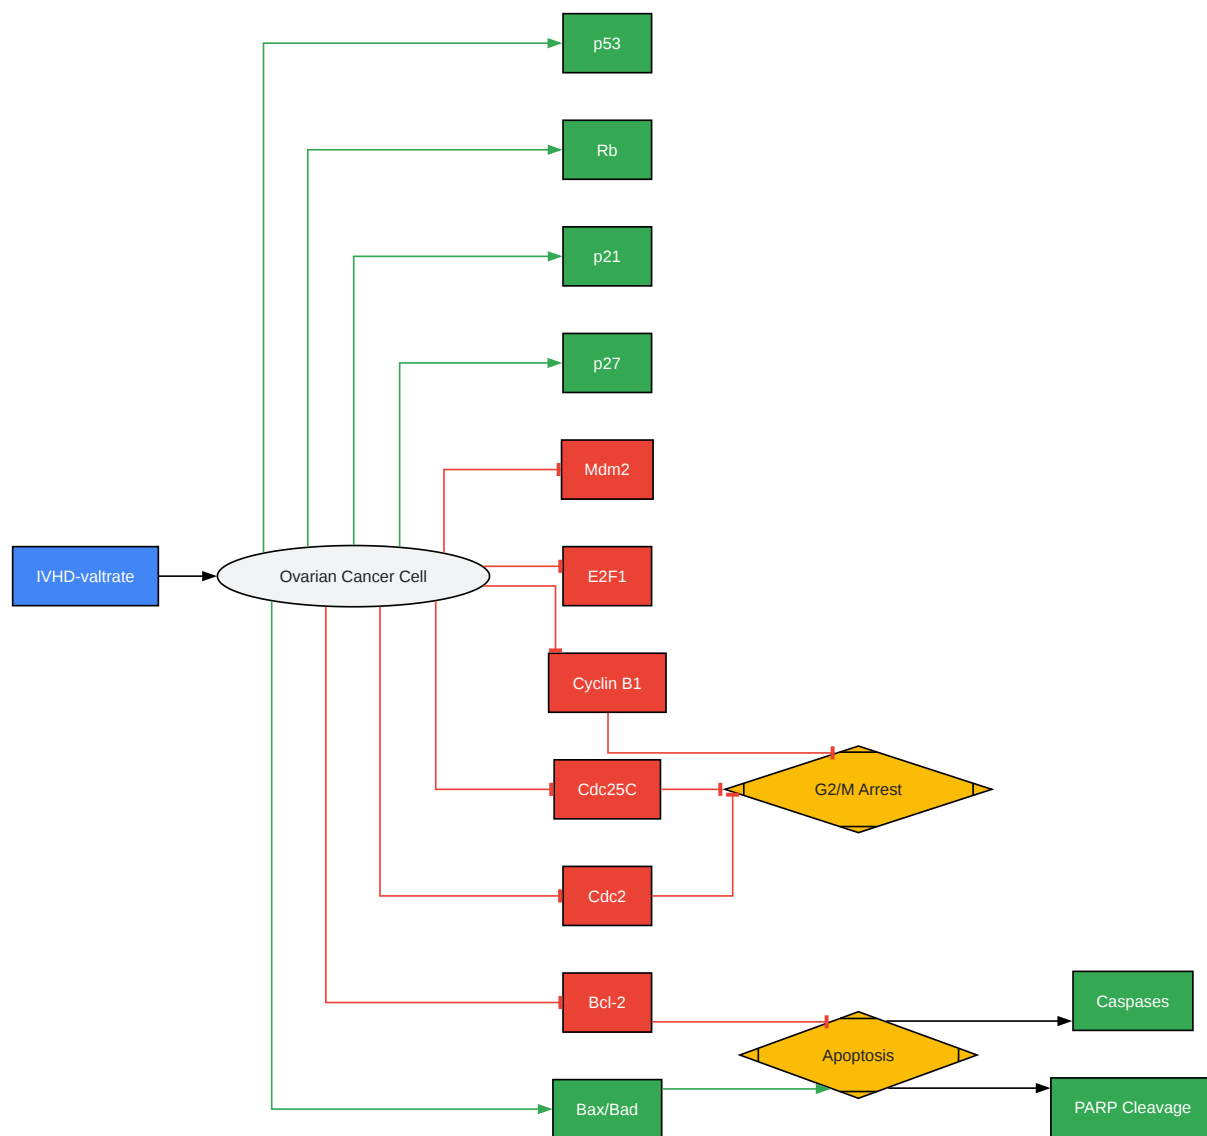 p53
Rb
p21
p27
Mdm2
IVHD-valtrate
Ovarian Cancer Cell
E2F1
Cyclin B1
Cdc25C
G2/M Arrest
Cdc2
Bcl-2
Caspases
Apoptosis
Bax/Bad
PARP Cleavage